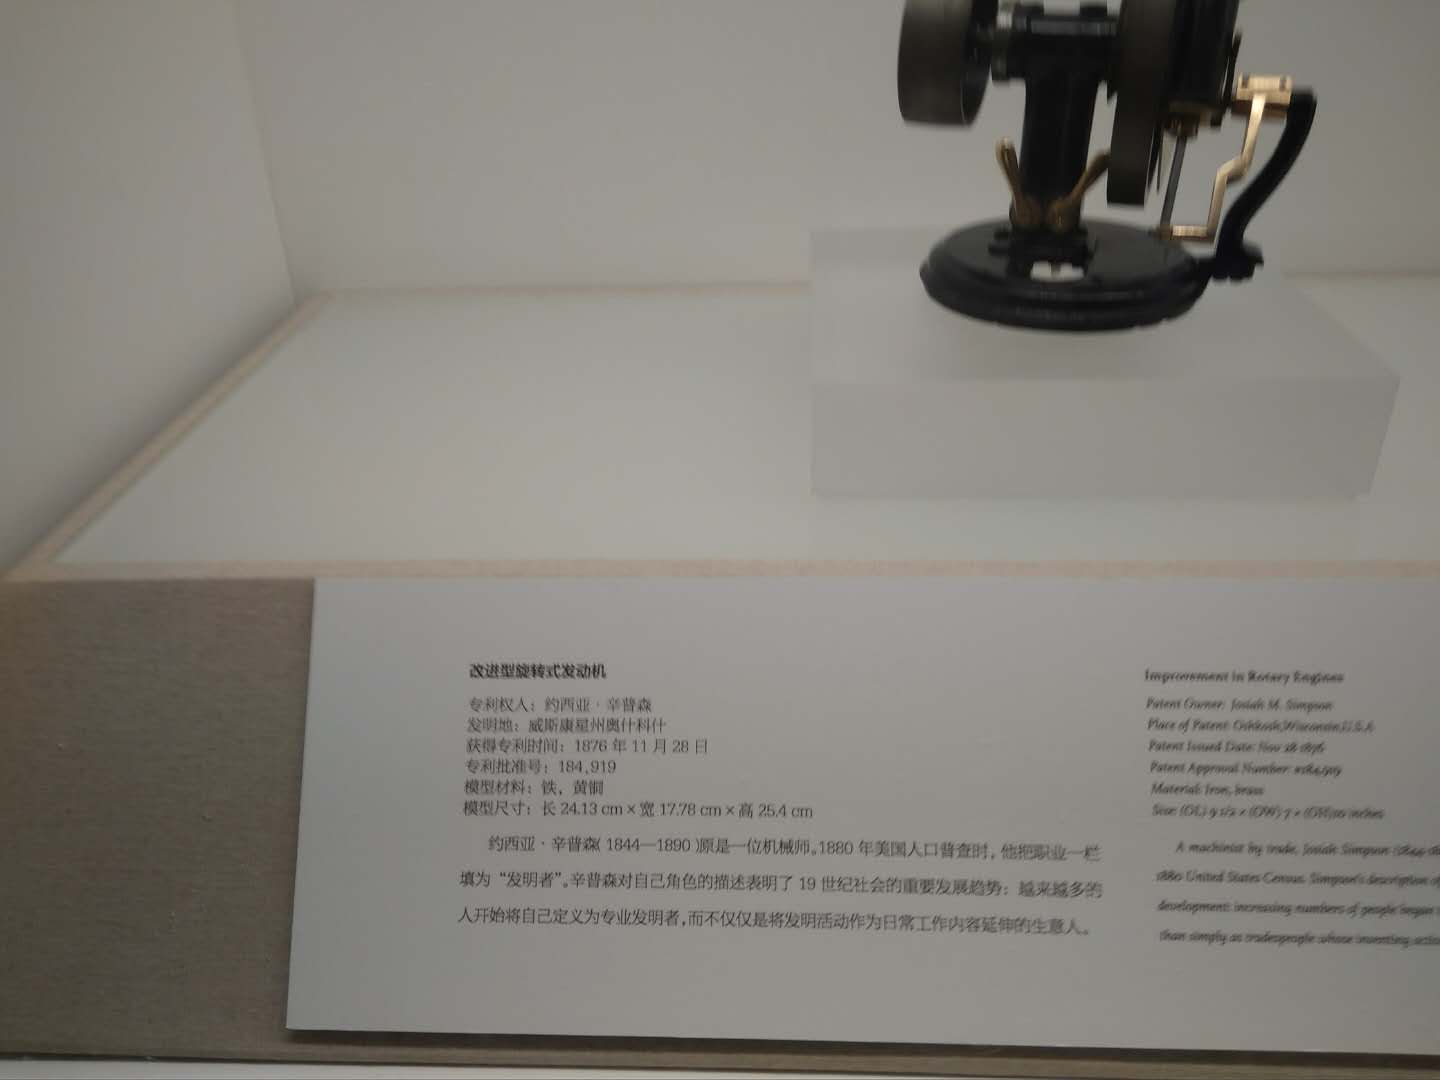 改进型旋转式发动机
专利权人：约西亚·辛普森
发明地：威斯康星州奥什科什
获得专利时间：1876 年 11 月 28 日
专利批准号：184,919
模型材料：铁，黄铜
模型尺寸：长 24.13 cm × 宽 17.78 cm × 高 25.4 cm
约西亚·辛普森（1844—1890）原是一位机械师。1880 年美国人口普查时，他把职业一栏
填为“发明者”。辛普森对自己角色的描述表明了 19 世纪社会的重要发展趋势：越来越多的
人开始将自己定义为专业发明者，而不仅仅是将发明活动作为日常工作内容延伸的生意人。
Improvement in Rotary Engines
Patent Owner: Josiah M. Simpson
Place of Patent: Oshkosh,Wisconsin,U.S.A
Patent Issued Date: Nov 28 1876
Patent Approval Number: #184,919
Material: Iron, brass
Size: (OL) 9 1/2 × (OW) 7 × (OH)10 inches
A machinist by trade, Josiah Simpson (1844-
1880 United States Census. Simpson's description of
development: increasing numbers of people began
than simply as tradespeople whose inventing